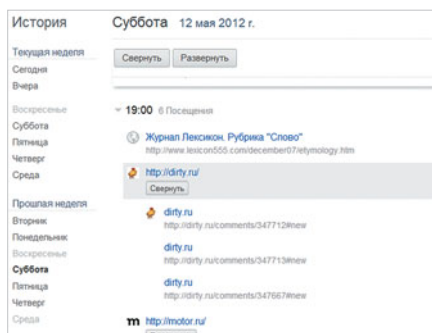 История
Текущая неделя
Сегодня
Вчера
Воскресенье
Суббота
Пятница
Четверг
Среда
Прошлая неделя
Вторник
Понедельник
Воскресенье
Суббота
Пятница
Четверг
Среда
Суббота 12 мая 2012 г.
Свернуть Развернуть
19:00 6 Посещения
Журнал Лексикон. Рубрика "Слово"
http://www.lexicon555.com/december07/etymology.htm
http://dirty.ru/
Свернуть
dirty.ru
http://dirty.ru/comments/347712#new
dirty.ru
http://dirty.ru/comments/347713#new
dirty.ru
http://dirty.ru/comments/347667#new
m http://motor.ru/